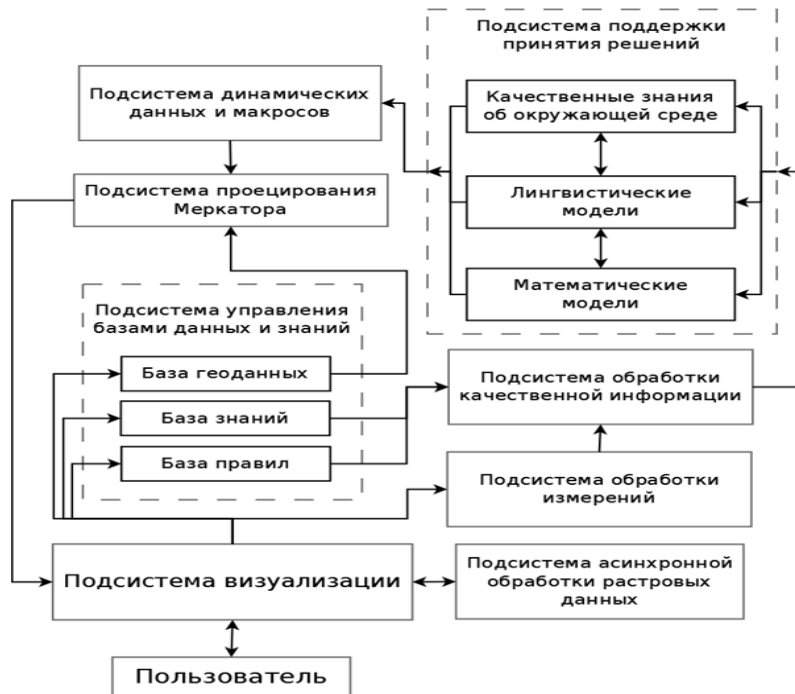 Подсистема поддержки
принятия решений
Подсистема динамических
данных и макросов
Качественные знания
об окружающей среде
Подсистема проецирования
Меркатора
Лингвистические
модели
Математические
модели
Подсистема управления
базами данных и знаний
База геоданных
База знаний
База правил
Подсистема обработки
качественной информации
Подсистема обработки
измерений
Подсистема визуализации
Подсистема асинхронной
обработки растровых
данных
Пользователь